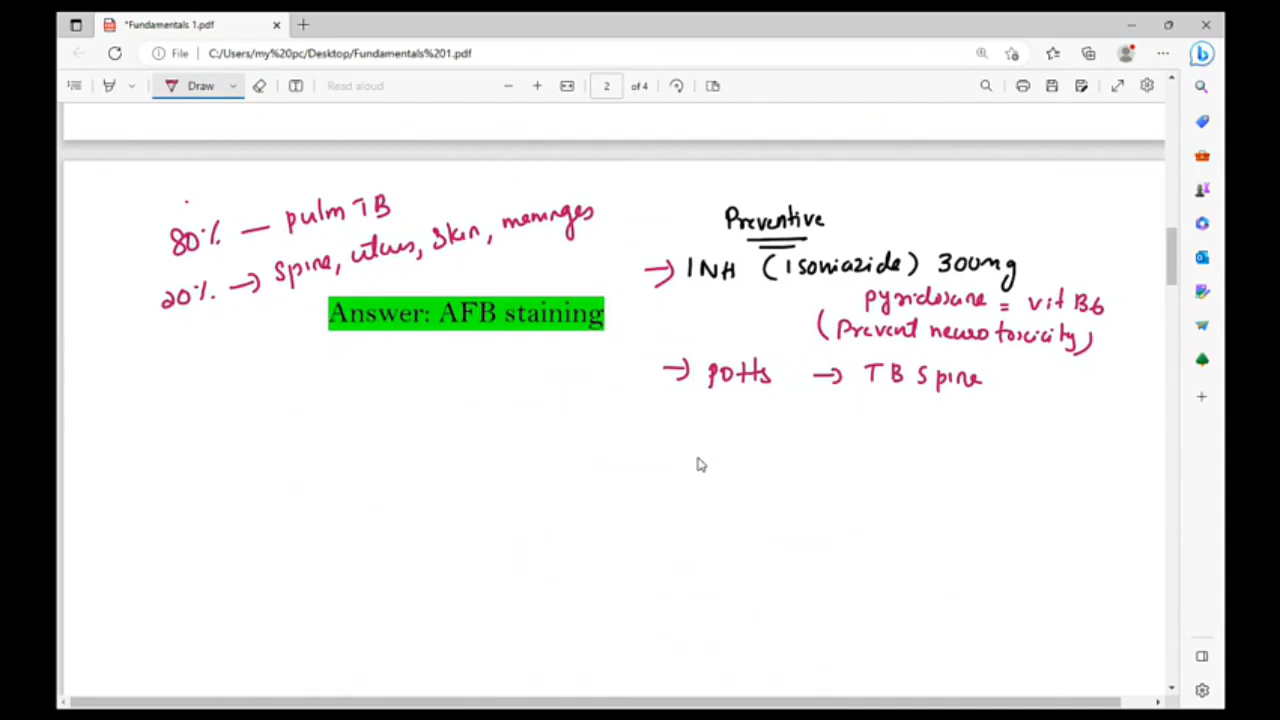 *Fundamentals 1.pdf
File C:/Users/my%20pc/Desktop/Fundamentals%201.pdf
Draw Read aloud 2 of 4
80% — pulm TB
20% → spine, uterus, skin, meninges
Answer: AFB staining
Preventive
→ INH (Isoniazide) 300mg
pyridoxine = vit B6
(Prevent neurotoxicity)
→ potts → TB Spine